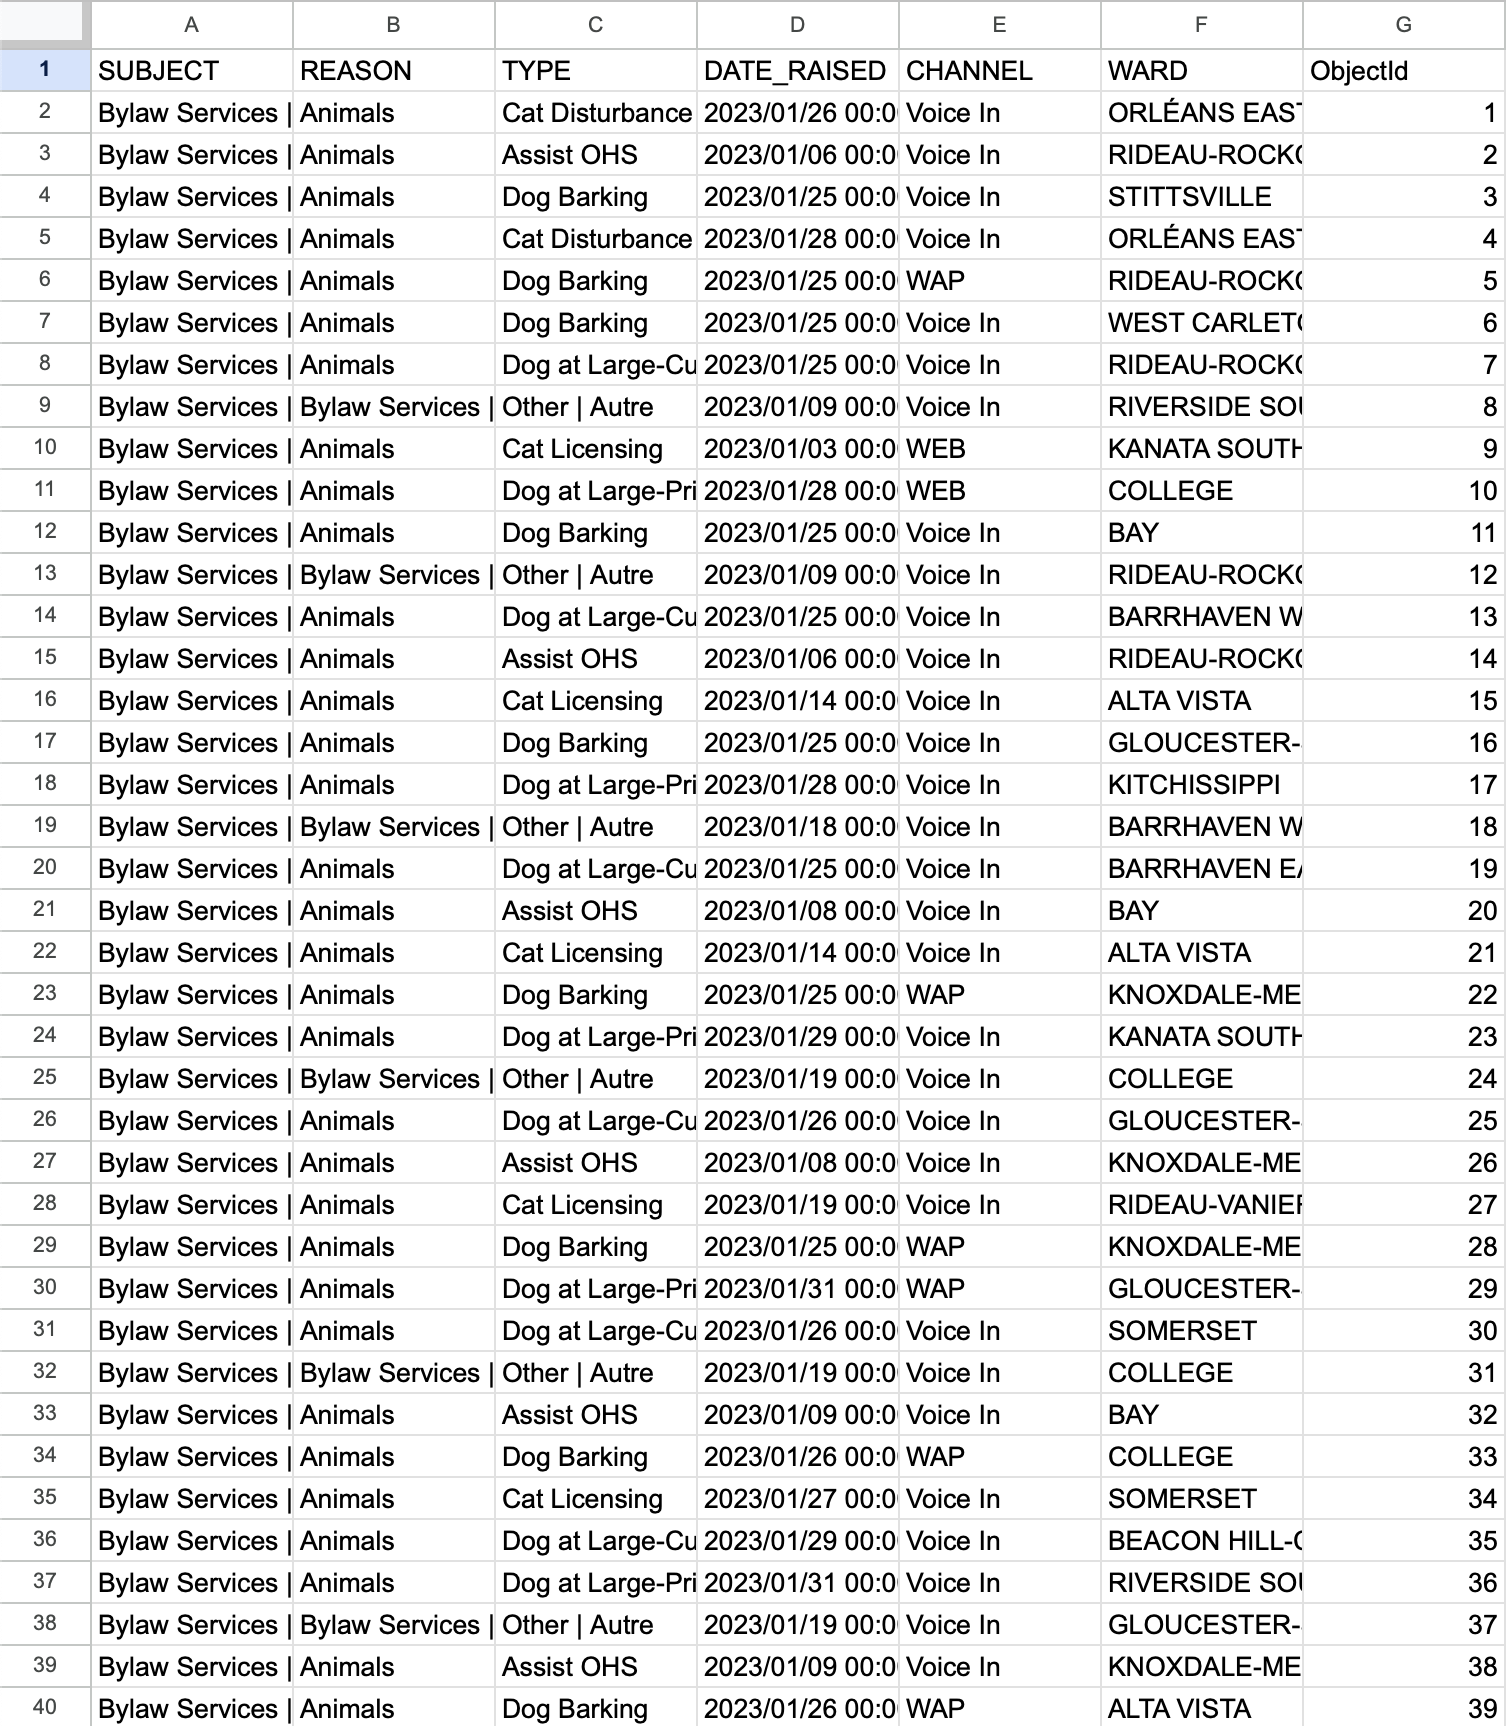 A B C D E F G
1 SUBJECT REASON TYPE DATE_RAISED CHANNEL WARD ObjectId
2 Bylaw Services | Animals Cat Disturbance 2023/01/26 00:0 Voice In ORLÉANS EAST 1
3 Bylaw Services | Animals Assist OHS 2023/01/06 00:0 Voice In RIDEAU-ROCKC 2
4 Bylaw Services | Animals Dog Barking 2023/01/25 00:0 Voice In STITTSVILLE 3
5 Bylaw Services | Animals Cat Disturbance 2023/01/28 00:0 Voice In ORLÉANS EAST 4
6 Bylaw Services | Animals Dog Barking 2023/01/25 00:0 WAP RIDEAU-ROCKC 5
7 Bylaw Services | Animals Dog Barking 2023/01/25 00:0 Voice In WEST CARLETO 6
8 Bylaw Services | Animals Dog at Large-Cu 2023/01/25 00:0 Voice In RIDEAU-ROCKC 7
9 Bylaw Services | Bylaw Services | Other | Autre 2023/01/09 00:0 Voice In RIVERSIDE SOU 8
10 Bylaw Services | Animals Cat Licensing 2023/01/03 00:0 WEB KANATA SOUTH 9
11 Bylaw Services | Animals Dog at Large-Pri 2023/01/28 00:0 WEB COLLEGE 10
12 Bylaw Services | Animals Dog Barking 2023/01/25 00:0 Voice In BAY 11
13 Bylaw Services | Bylaw Services | Other | Autre 2023/01/09 00:0 Voice In RIDEAU-ROCKC 12
14 Bylaw Services | Animals Dog at Large-Cu 2023/01/25 00:0 Voice In BARRHAVEN W 13
15 Bylaw Services | Animals Assist OHS 2023/01/06 00:0 Voice In RIDEAU-ROCKC 14
16 Bylaw Services | Animals Cat Licensing 2023/01/14 00:0 Voice In ALTA VISTA 15
17 Bylaw Services | Animals Dog Barking 2023/01/25 00:0 Voice In GLOUCESTER- 16
18 Bylaw Services | Animals Dog at Large-Pri 2023/01/28 00:0 Voice In KITCHISSIPPI 17
19 Bylaw Services | Bylaw Services | Other | Autre 2023/01/18 00:0 Voice In BARRHAVEN W 18
20 Bylaw Services | Animals Dog at Large-Cu 2023/01/25 00:0 Voice In BARRHAVEN EA 19
21 Bylaw Services | Animals Assist OHS 2023/01/08 00:0 Voice In BAY 20
22 Bylaw Services | Animals Cat Licensing 2023/01/14 00:0 Voice In ALTA VISTA 21
23 Bylaw Services | Animals Dog Barking 2023/01/25 00:0 WAP KNOXDALE-ME 22
24 Bylaw Services | Animals Dog at Large-Pri 2023/01/29 00:0 Voice In KANATA SOUTH 23
25 Bylaw Services | Bylaw Services | Other | Autre 2023/01/19 00:0 Voice In COLLEGE 24
26 Bylaw Services | Animals Dog at Large-Cu 2023/01/26 00:0 Voice In GLOUCESTER- 25
27 Bylaw Services | Animals Assist OHS 2023/01/08 00:0 Voice In KNOXDALE-ME 26
28 Bylaw Services | Animals Cat Licensing 2023/01/19 00:0 Voice In RIDEAU-VANIER 27
29 Bylaw Services | Animals Dog Barking 2023/01/25 00:0 WAP KNOXDALE-ME 28
30 Bylaw Services | Animals Dog at Large-Pri 2023/01/31 00:0 WAP GLOUCESTER- 29
31 Bylaw Services | Animals Dog at Large-Cu 2023/01/26 00:0 Voice In SOMERSET 30
32 Bylaw Services | Bylaw Services | Other | Autre 2023/01/19 00:0 Voice In COLLEGE 31
33 Bylaw Services | Animals Assist OHS 2023/01/09 00:0 Voice In BAY 32
34 Bylaw Services | Animals Dog Barking 2023/01/26 00:0 WAP COLLEGE 33
35 Bylaw Services | Animals Cat Licensing 2023/01/27 00:0 Voice In SOMERSET 34
36 Bylaw Services | Animals Dog at Large-Cu 2023/01/29 00:0 Voice In BEACON HILL-C 35
37 Bylaw Services | Animals Dog at Large-Pri 2023/01/31 00:0 Voice In RIVERSIDE SOU 36
38 Bylaw Services | Bylaw Services | Other | Autre 2023/01/19 00:0 Voice In GLOUCESTER- 37
39 Bylaw Services | Animals Assist OHS 2023/01/09 00:0 Voice In KNOXDALE-ME 38
40 Bylaw Services | Animals Dog Barking 2023/01/26 00:0 WAP ALTA VISTA 39